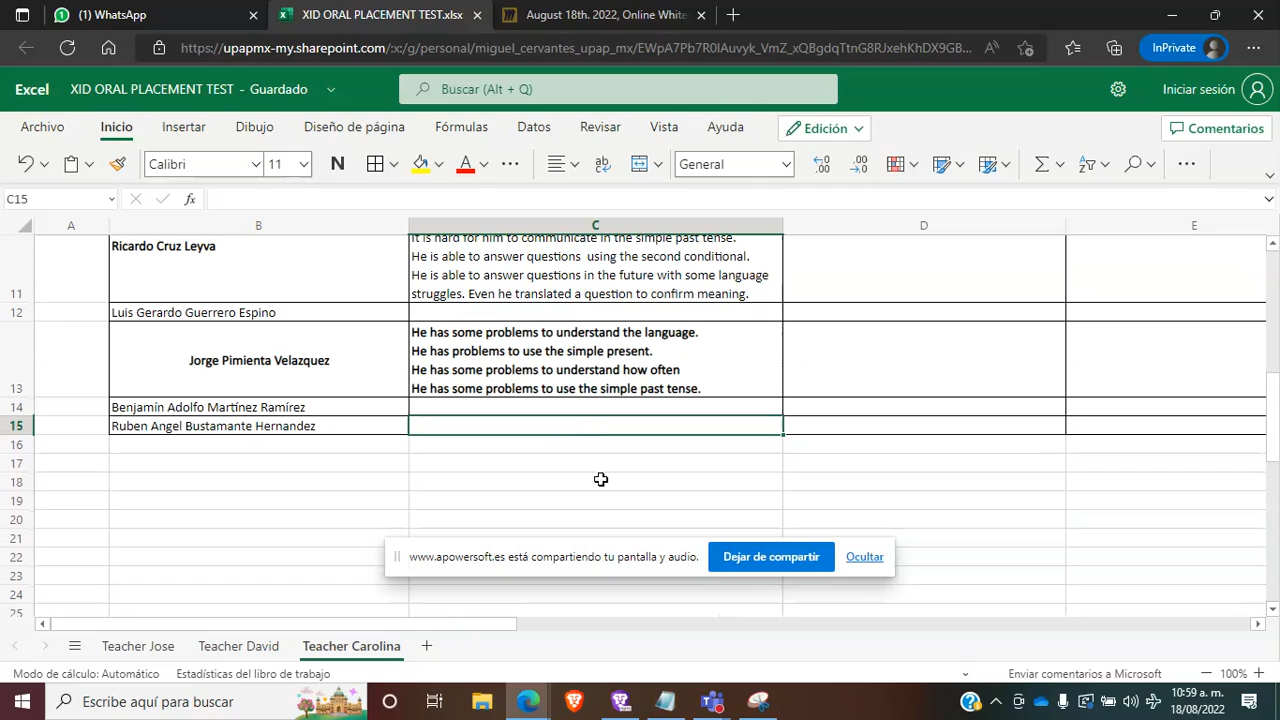 (1) WhatsApp
XID ORAL PLACEMENT TEST.xlsx
August 18th. 2022, Online White
https://upapmx-my.sharepoint.com/:x:/g/personal/miguel_cervantes_upap_mx/EWpA7Pb7R0lAuvyk_VmZ_xQBgdqTtnG8RJxehKhDX9GB...
InPrivate
Excel
XID ORAL PLACEMENT TEST - Guardado
Buscar (Alt + Q)
Iniciar sesión
Archivo
Inicio
Insertar
Dibujo
Diseño de página
Fórmulas
Datos
Revisar
Vista
Ayuda
Edición
Comentarios
Calibri
11
N
General
C15
fx
A
B
C
D
E
It is hard for him to communicate in the simple past tense.
Ricardo Cruz Leyva
He is able to answer questions  using the second conditional.
He is able to answer questions in the future with some language
11
struggles. Even he translated a question to confirm meaning.
12
Luis Gerardo Guerrero Espino
He has some problems to understand the language.
He has problems to use the simple present.
Jorge Pimienta Velazquez
He has some problems to understand how often
13
He has some problems to use the simple past tense.
14
Benjamín Adolfo Martínez Ramírez
15
Ruben Angel Bustamante Hernandez
16
17
18
19
20
21
22
23
24
25
www.apowersoft.es está compartiendo tu pantalla y audio.
Dejar de compartir
Ocultar
Teacher Jose
Teacher David
Teacher Carolina
Modo de cálculo: Automático
Estadísticas del libro de trabajo
Enviar comentarios a Microsoft
100%
Escribe aquí para buscar
10:59 a. m.
18/08/2022